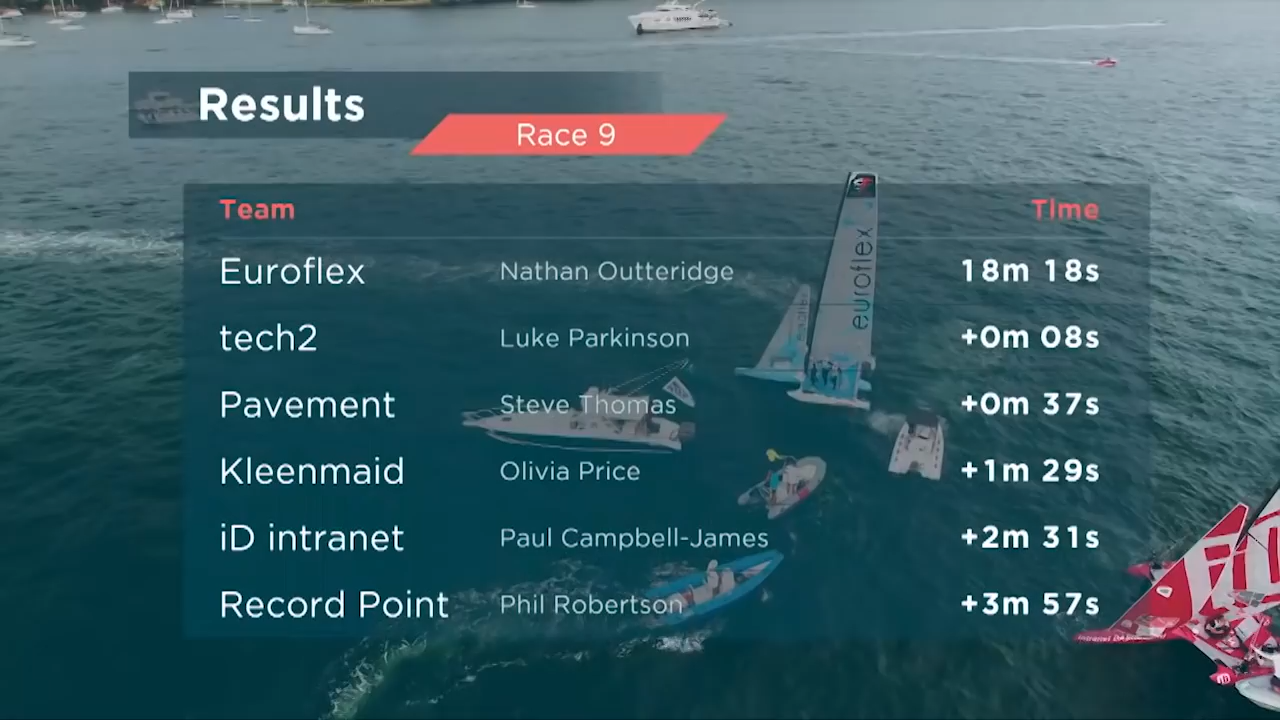 Results
Race 9
Team Time
Euroflex Nathan Outteridge 18m 18s
tech2 Luke Parkinson +0m 08s
Pavement Steve Thomas +0m 37s
Kleenmaid Olivia Price +1m 29s
iD intranet Paul Campbell-James +2m 31s
Record Point Phil Robertson +3m 57s
euroflex